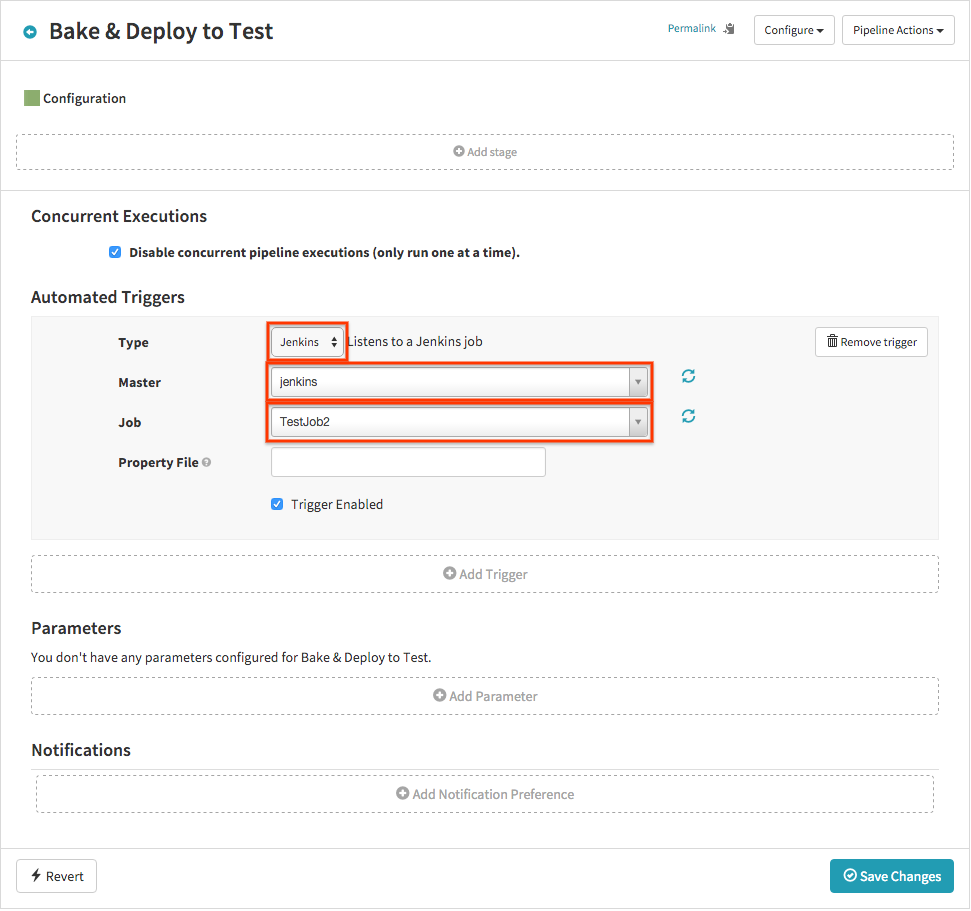 Bake & Deploy to Test
Permalink
Configure
Pipeline Actions
Configuration
Add stage
Concurrent Executions
Disable concurrent pipeline executions (only run one at a time).
Automated Triggers
Type
Jenkins
Listens to a Jenkins job
Remove trigger
Master
jenkins
Job
TestJob2
Property File
Trigger Enabled
Add Trigger
Parameters
You don't have any parameters configured for Bake & Deploy to Test.
Add Parameter
Notifications
Add Notification Preference
Revert
Save Changes